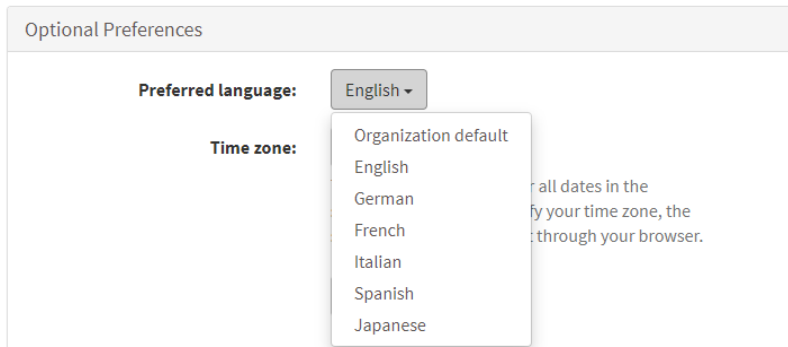 Optional Preferences
Preferred language:
English
Organization default
Time zone:
English
all dates in the
German
your time zone, the
French
through your browser.
Italian
Spanish
Japanese